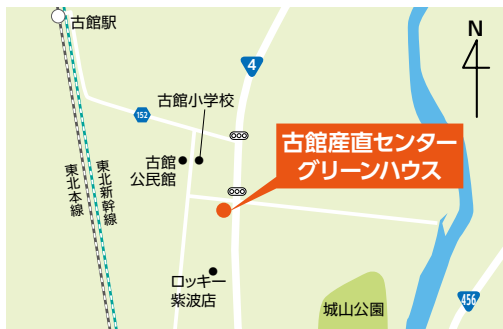 古館駅
N
4
古館小学校
152
古館産直センター
グリーンハウス
古館
公民館
東北新幹線
東北本線
ロッキー
紫波店
城山公園
456